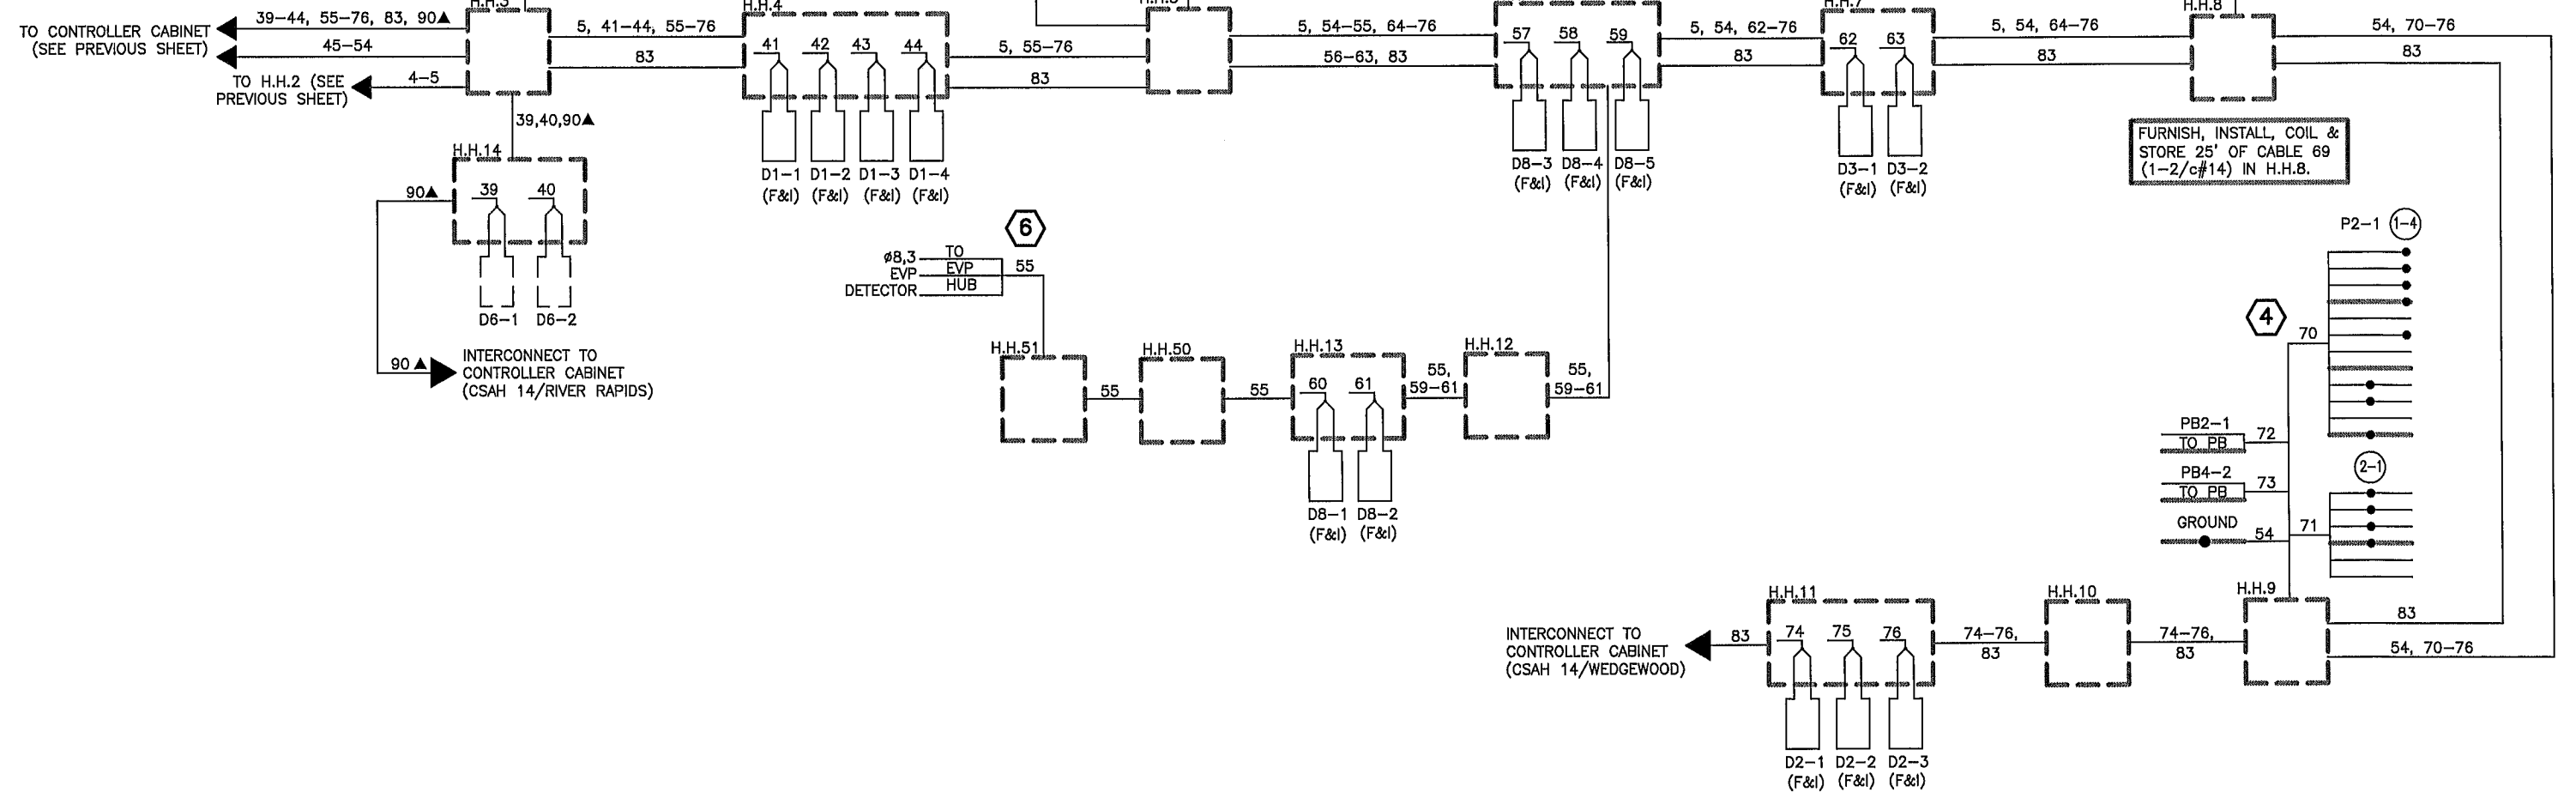 TO CONTROLLER CABINET
(SEE PREVIOUS SHEET)
39-44, 55-76, 83, 90▲
45-54
TO H.H.2 (SEE
PREVIOUS SHEET)
4-5
H.H.3
5, 41-44, 55-76
83
H.H.4
41 42 43 44
D1-1 D1-2 D1-3 D1-4
(F&I) (F&I) (F&I) (F&I)
5, 55-76
83
5, 54-55, 64-76
56-63, 83
57 58 59
D8-3 D8-4 D8-5
(F&I) (F&I) (F&I)
5, 54, 62-76
83
H.H.7
62 63
D3-1 D3-2
(F&I) (F&I)
5, 54, 64-76
83
H.H.8
54, 70-76
83
FURNISH, INSTALL, COIL &
STORE 25' OF CABLE 69
(1-2/c#14) IN H.H.8.
39,40,90▲
H.H.14
39 40
D6-1 D6-2
90▲
90▲
INTERCONNECT TO
CONTROLLER CABINET
(CSAH 14/RIVER RAPIDS)
6
ø8,3
EVP
DETECTOR
TO
EVP
HUB
55
H.H.51
55
H.H.50
55
H.H.13
60 61
D8-1 D8-2
(F&I) (F&I)
55,
59-61
H.H.12
55,
59-61
P2-1 1-4
4
70
PB2-1
TO PB
72
PB4-2
TO PB
73
GROUND
54
2-1
71
H.H.9
83
54, 70-76
H.H.10
74-76,
83
74-76,
83
H.H.11
74 75 76
D2-1 D2-2 D2-3
(F&I) (F&I) (F&I)
83
INTERCONNECT TO
CONTROLLER CABINET
(CSAH 14/WEDGEWOOD)